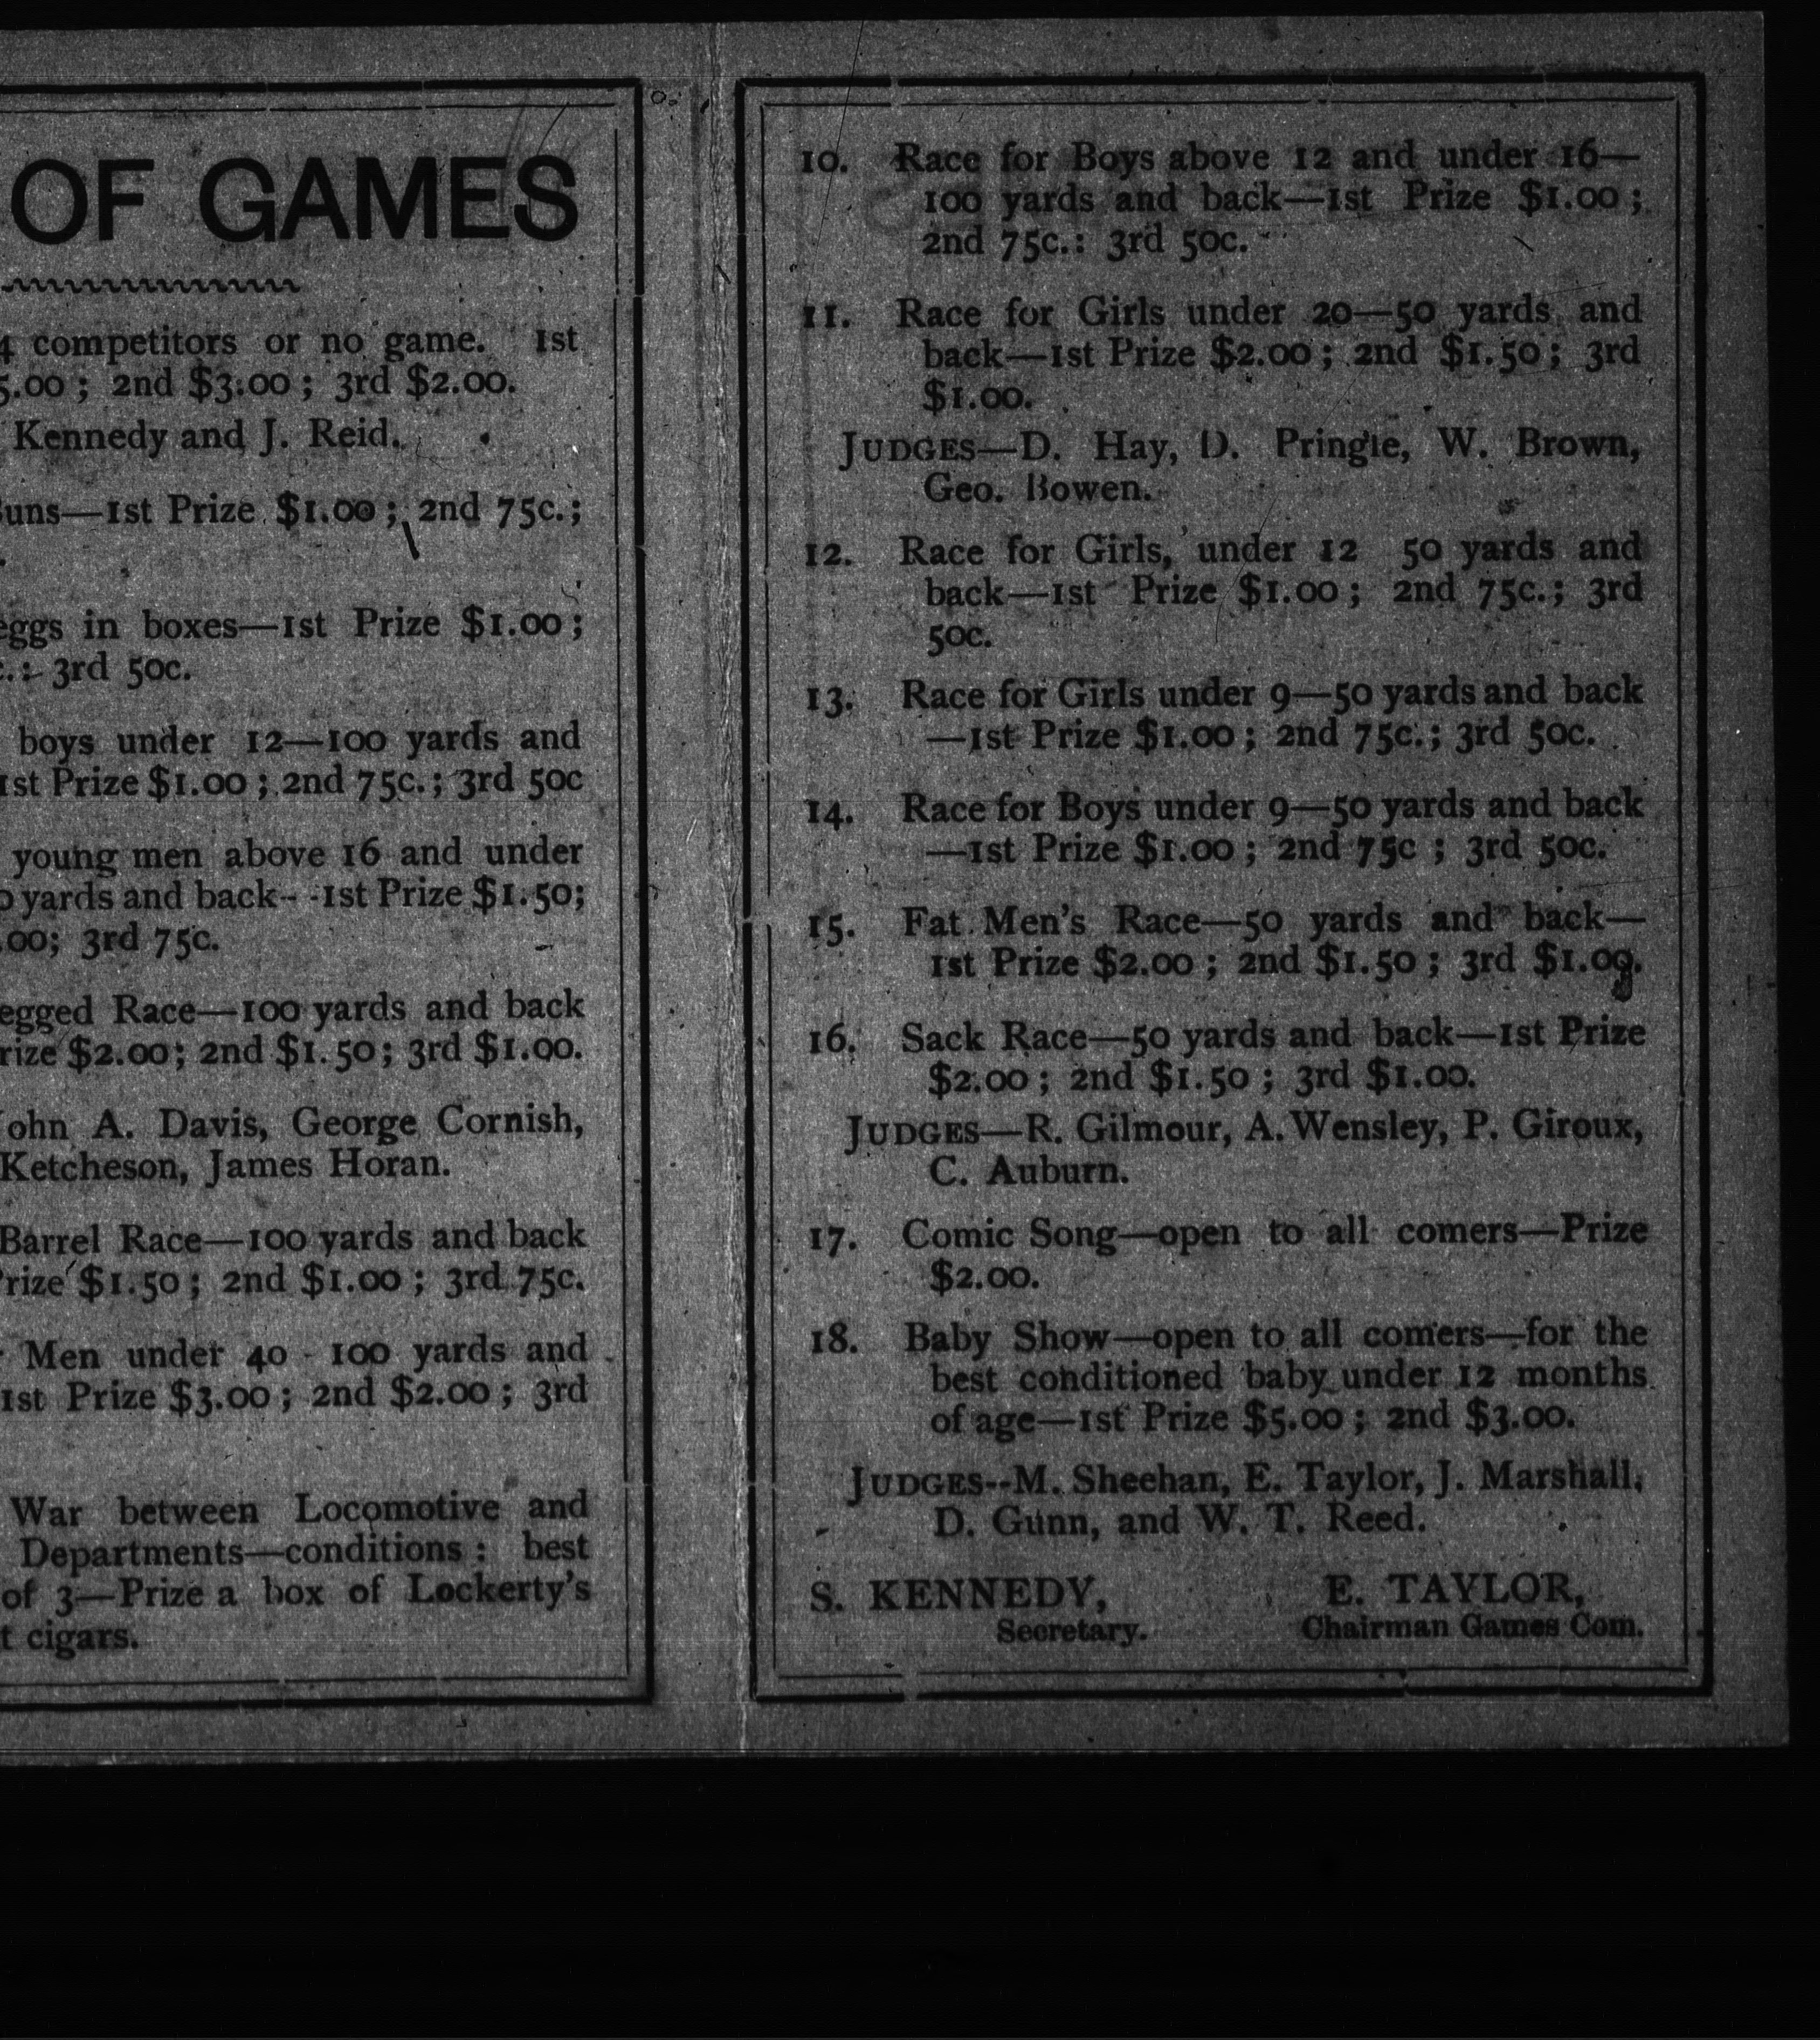 OF GAMES
4 competitors or no game. 1st
5.00 ; 2nd $3.00 ; 3rd $2.00.
Kennedy and J. Reid.
Buns—1st Prize $1.00 ; 2nd 75c.;
eggs in boxes—1st Prize $1.00 ;
c.: 3rd 50c.
boys under 12—100 yards and
1st Prize $1.00 ; 2nd 75c. ; 3rd 50c
young men above 16 and under
0 yards and back- -1st Prize $1.50;
.00; 3rd 75c.
egged Race—100 yards and back
rize $2.00; 2nd $1.50; 3rd $1.00.
John A. Davis, George Cornish,
Ketcheson, James Horan.
Barrel Race—100 yards and back
Prize $1.50 ; 2nd $1.00 ; 3rd 75c.
Men under 40 - 100 yards and
1st Prize $3.00 ; 2nd $2.00 ; 3rd
War between Locomotive and
Departments—conditions : best
of 3—Prize a box of Lockerty's
t cigars.
10. Race for Boys above 12 and under 16—
100 yards and back—1st Prize $1.00 ;
2nd 75c.: 3rd 50c.
11. Race for Girls under 20—50 yards and
back—1st Prize $2.00 ; 2nd $1.50 ; 3rd
$1.00.
JUDGES—D. Hay, D. Pringle, W. Brown,
Geo. Bowen.
12. Race for Girls, under 12 50 yards and
back—1st Prize $1.00 ; 2nd 75c.; 3rd
50c.
13. Race for Girls under 9—50 yards and back
—1st Prize $1.00 ; 2nd 75c.; 3rd 50c.
14. Race for Boys under 9—50 yards and back
—1st Prize $1.00 ; 2nd 75c ; 3rd 50c.
15. Fat Men's Race—50 yards and back—
1st Prize $2.00 ; 2nd $1.50 ; 3rd $1.00.
16. Sack Race—50 yards and back—1st Prize
$2.00 ; 2nd $1.50 ; 3rd $1.00.
JUDGES—R. Gilmour, A. Wensley, P. Giroux,
C. Auburn.
17. Comic Song—open to all comers—Prize
$2.00.
18. Baby Show—open to all comers—for the
best conditioned baby under 12 months
of age—1st Prize $5.00 ; 2nd $3.00.
JUDGES--M. Sheehan, E. Taylor, J. Marshall,
D. Gunn, and W. T. Reed.
S. KENNEDY, E. TAYLOR,
Secretary. Chairman Games Com.